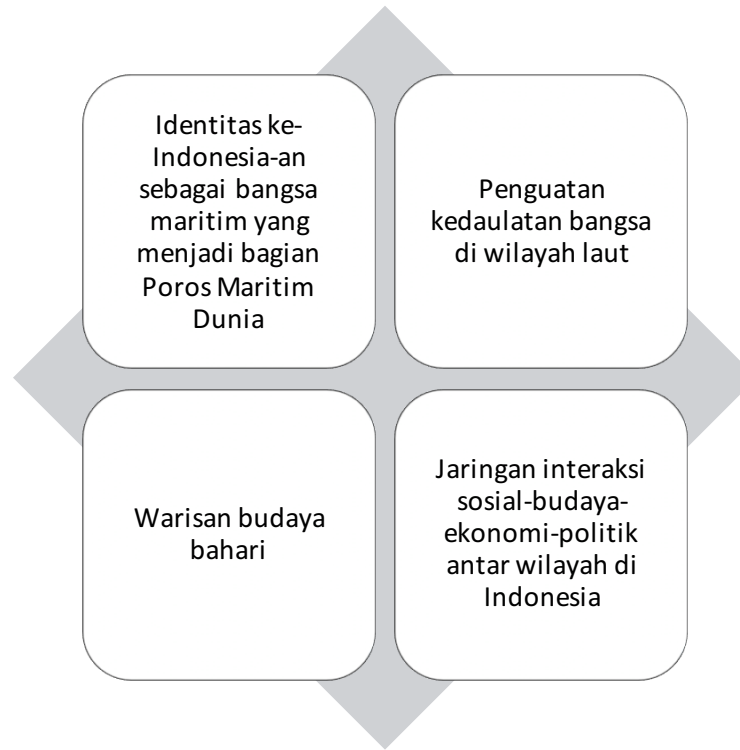 Identitas ke-
Indonesia-an
sebagai bangsa
maritim yang
menjadi bagian
Poros Maritim
Dunia
Penguatan
kedaulatan bangsa
di wilayah laut
Warisan budaya
bahari
Jaringan interaksi
sosial-budaya-
ekonomi-politik
antar wilayah di
Indonesia